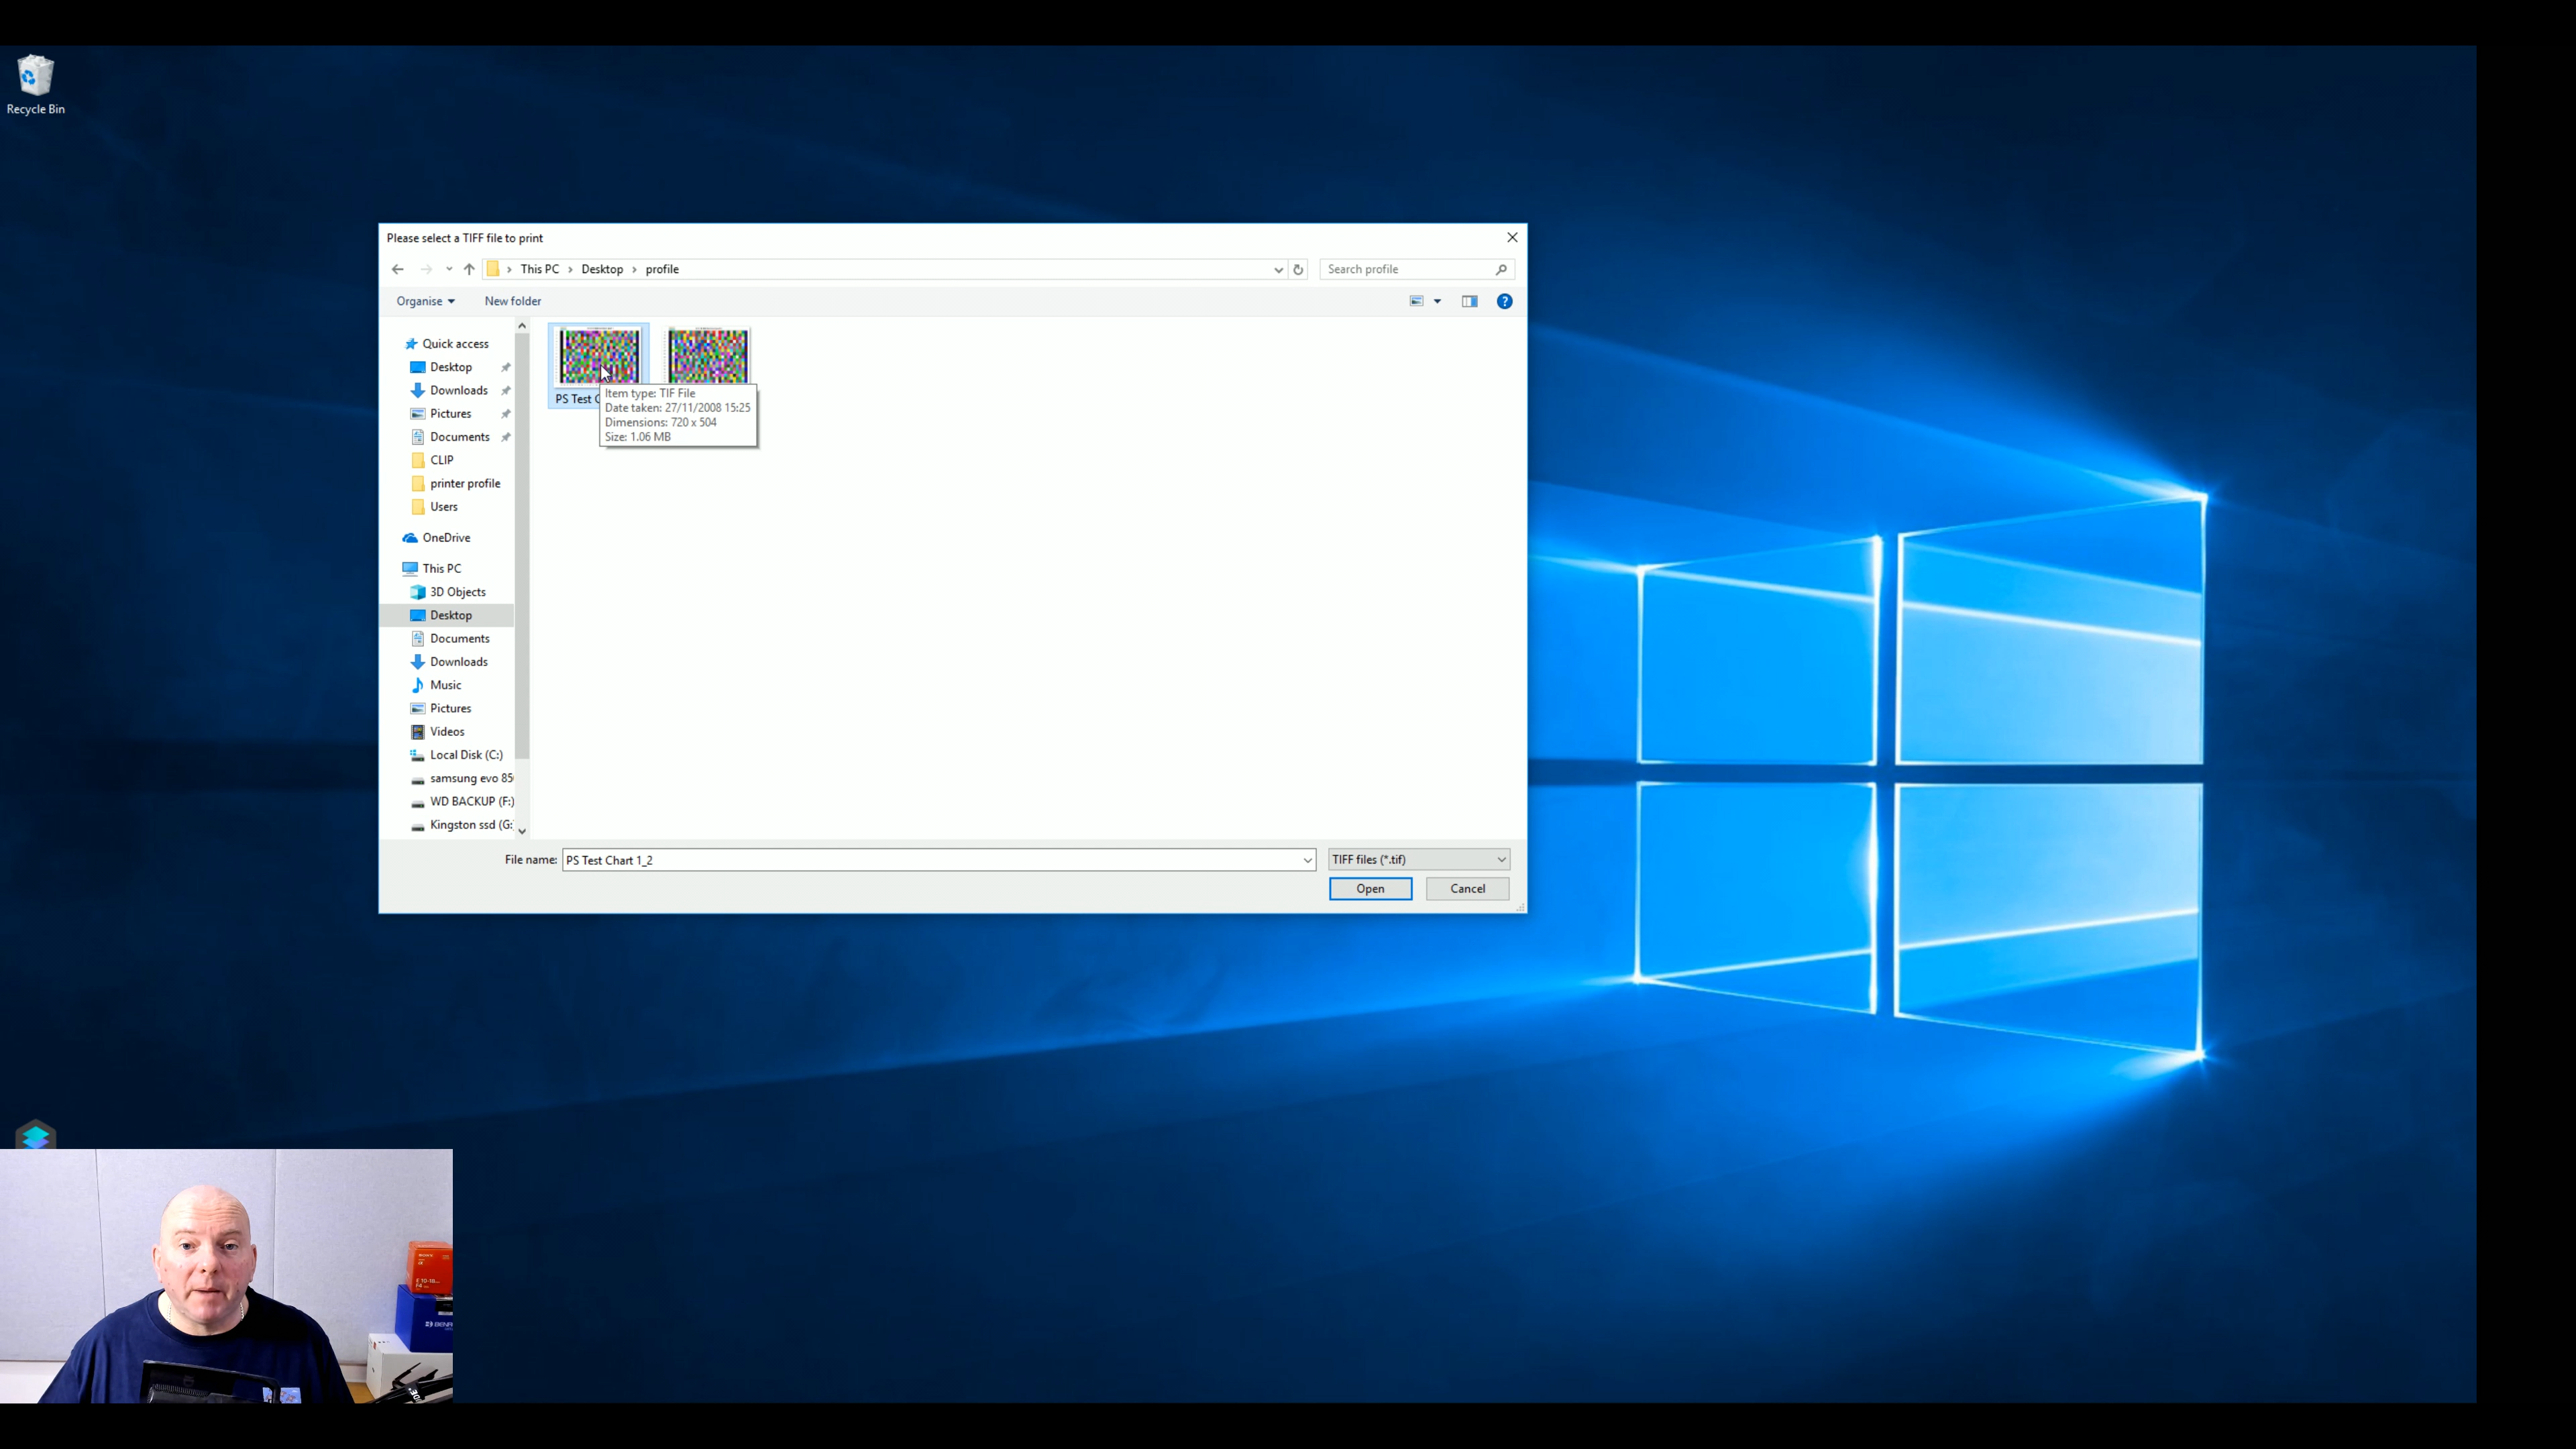 Recycle Bin
Please select a TIFF file to print
This PC
Desktop
profile
Search profile
Organise
New folder
Quick access
Desktop
Downloads
Pictures
Documents
CLIP
printer profile
Users
OneDrive
This PC
3D Objects
Desktop
Documents
Downloads
Music
Pictures
Videos
Local Disk (C:)
samsung evo 85
WD BACKUP (F:)
Kingston ssd (G:
PS Test C
Item type: TIF File
Date taken: 27/11/2008 15:25
Dimensions: 720 x 504
Size: 1.06 MB
File name:
PS Test Chart 1_2
TIFF files (*.tif)
Open
Cancel